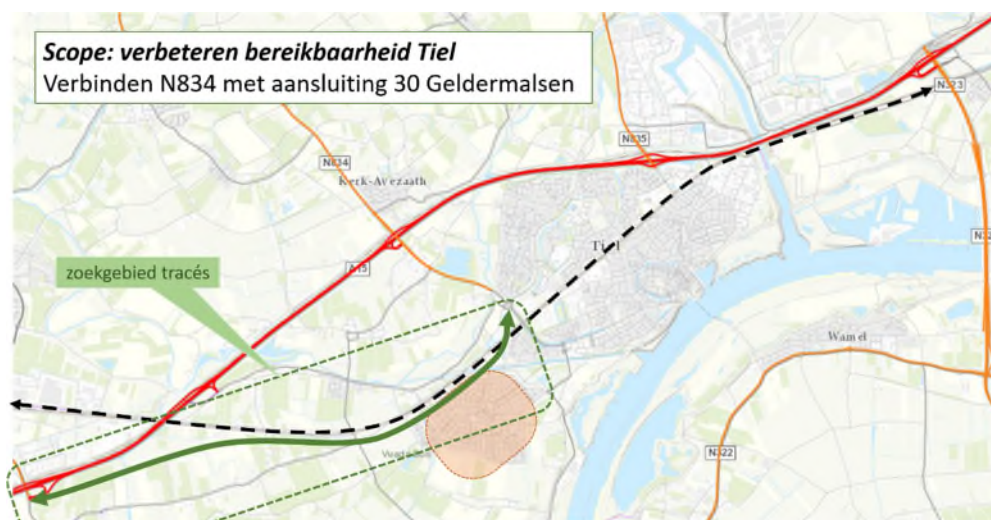 Scope: verbeteren bereikbaarheid Tiel
Verbinden N834 met aansluiting 30 Geldermalsen
N323
N835
N834
Kerk-Avezaath
Tiel
A15
zoekgebied tracés
Wamel
N322